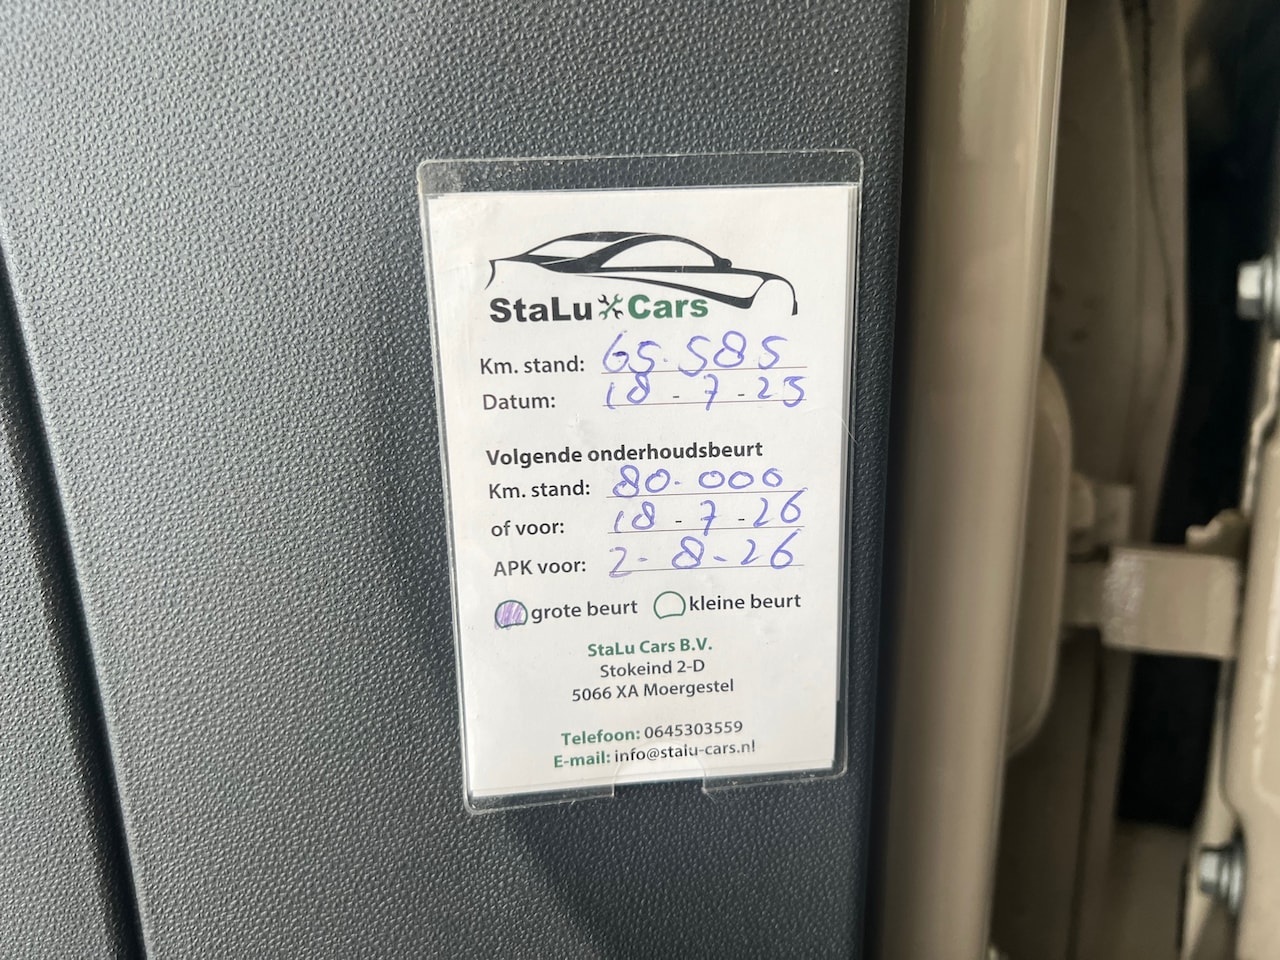 StaLu Cars
Km. stand: 65.585
Datum: 18-7-25
Volgende onderhoudsbeurt
Km. stand: 80.000
of voor: 18-7-26
APK voor: 2-8-26
grote beurt kleine beurt
StaLu Cars B.V.
Stokeind 2-D
5066 XA Moergestel
Telefoon: 0645303559
E-mail: info@stalu-cars.nl